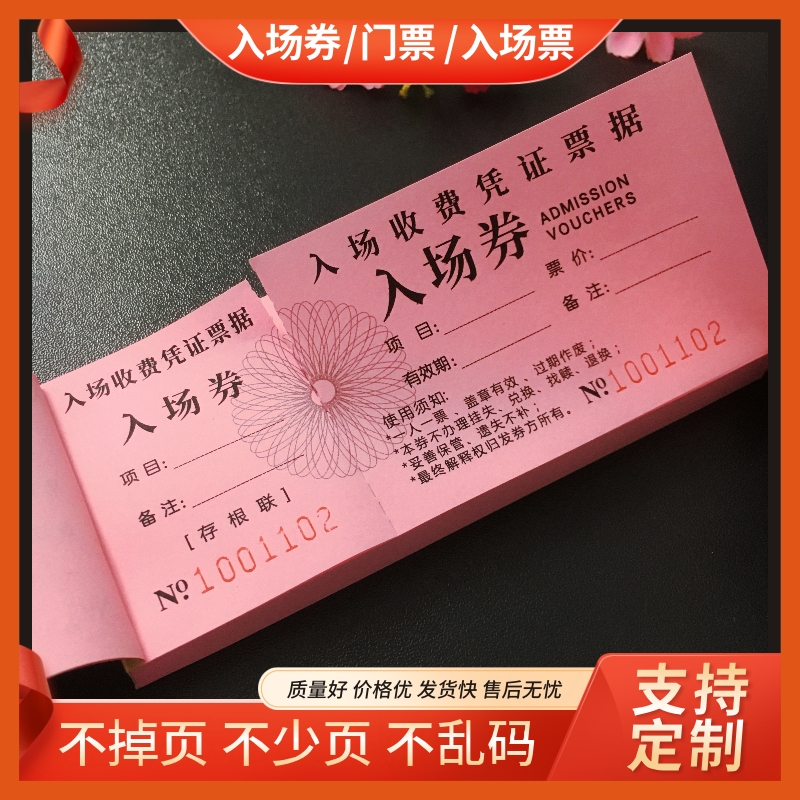 入场券/门票/入场票
入场收费凭证票据
入场券
ADMISSION
VOUCHERS
项 目:
票 价:
有效期:
备 注:
使用须知:
*一人一票、盖章有效、过期作废;
*本券不办理挂失、兑换、找赎、退换;
*妥善保管、遗失不补;
*最终解释权归发券方所有。
№1001102
入场收费凭证票据
入场券
项 目:
备 注:
[存 根 联]
№1001102
质量好 价格优 发货快 售后无忧
不掉页 不少页 不乱码
支持
定制